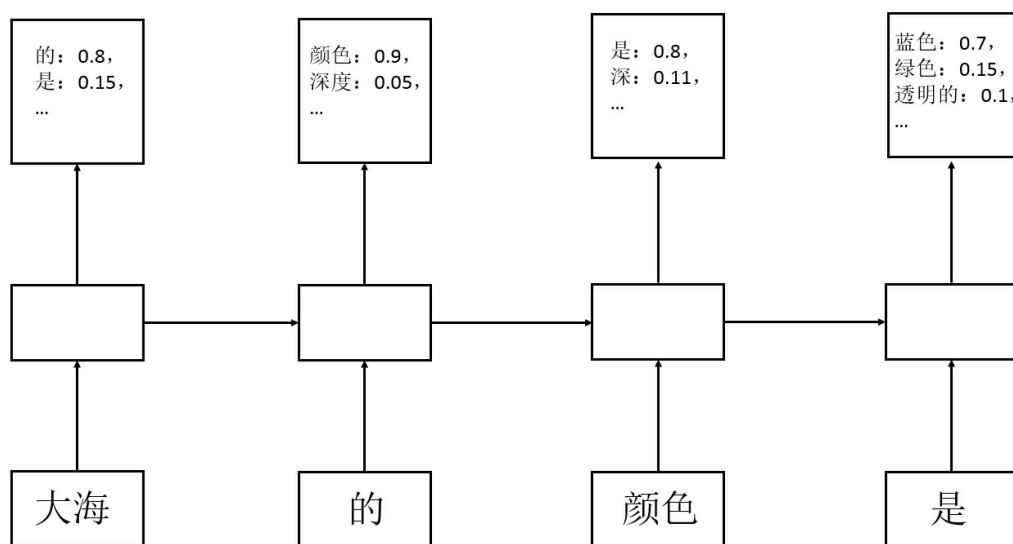 的：0.8，
是：0.15，
…
颜色：0.9，
深度：0.05，
…
是：0.8，
深：0.11，
…
蓝色：0.7，
绿色：0.15，
透明的：0.1，
…
大海
的
颜色
是